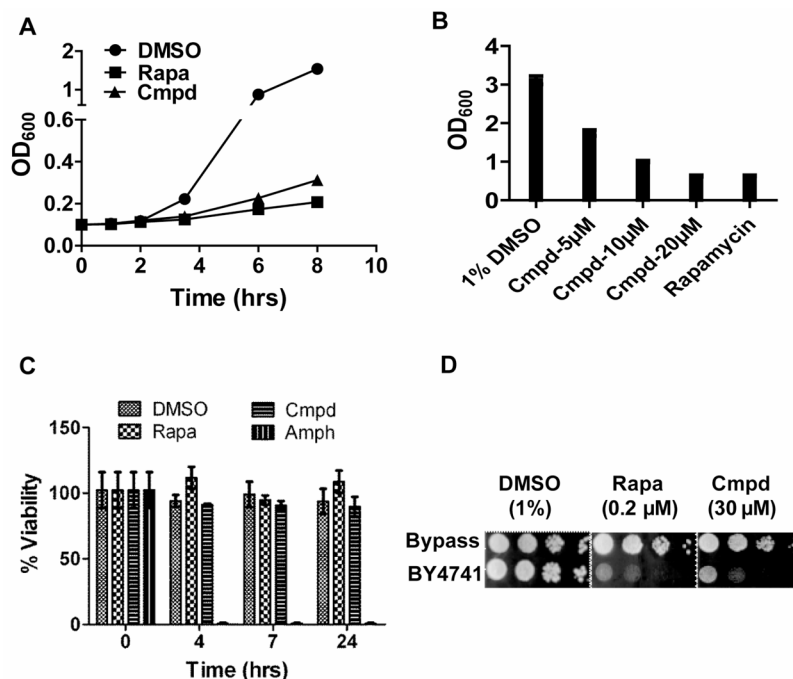 A
DMSO
Rapa
Cmpd
2
1
0.6
0.4
0.2
0.0
OD600
0 2 4 6 8 10
Time (hrs)
B
4
3
2
1
0
OD600
1% DMSO
Cmpd-5µM
Cmpd-10µM
Cmpd-20µM
Rapamycin
C
DMSO Cmpd
Rapa Amph
150
100
50
0
% Viability
0 4 7 24
Time (hrs)
D
DMSO Rapa Cmpd
(1%) (0.2 µM) (30 µM)
Bypass
BY4741